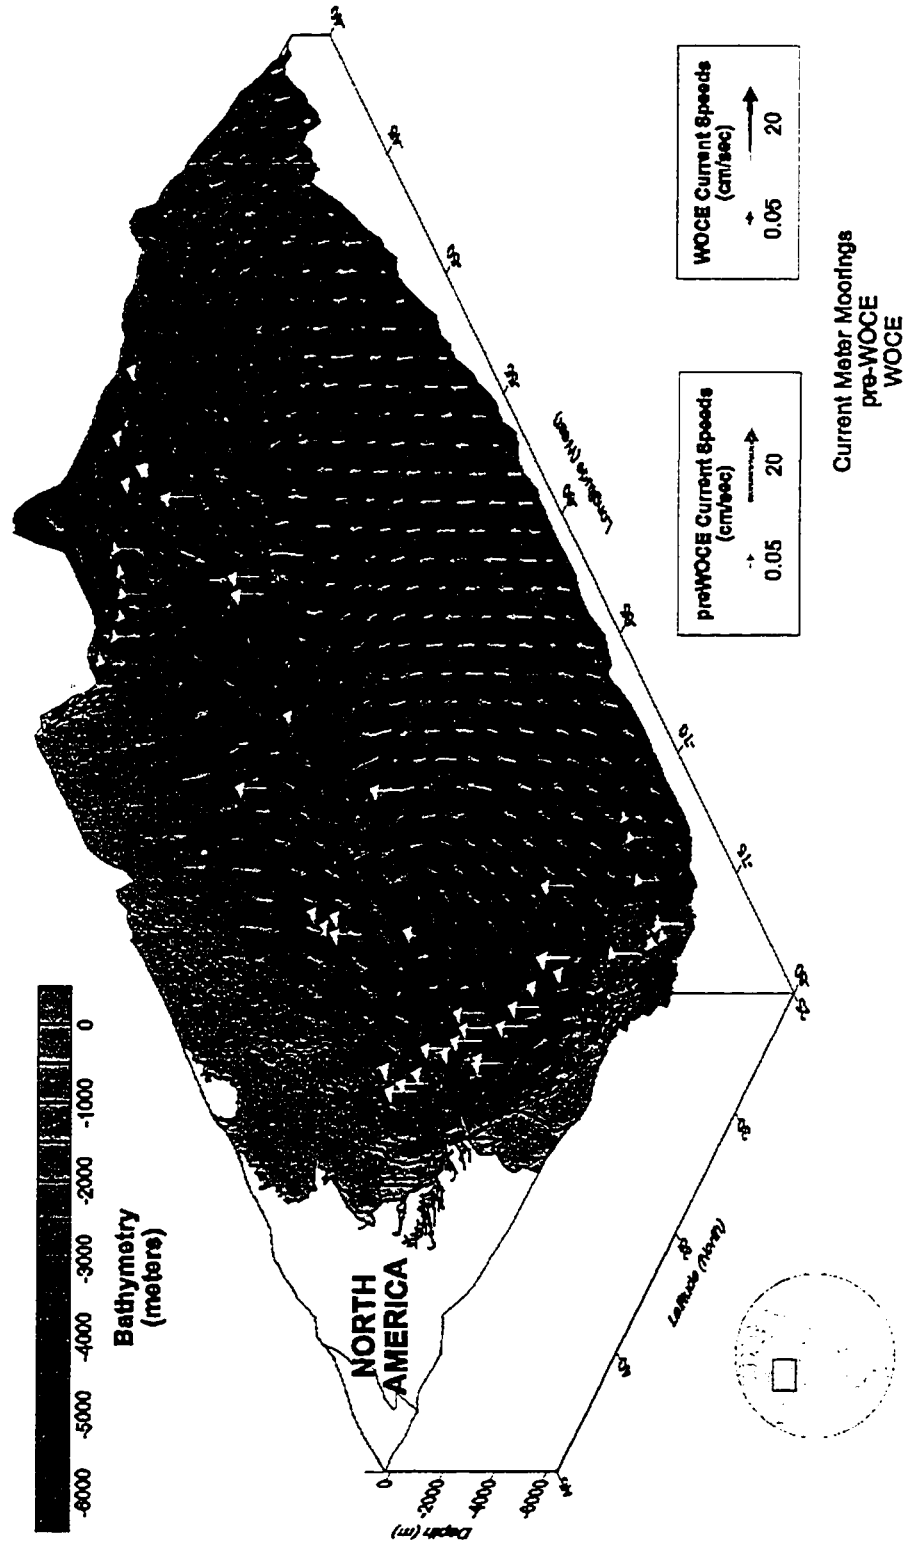 Bathymetry
(meters)
-6000 -5000 -4000 -3000 -2000 -1000 0
NORTH
AMERICA
Depth (m)
0
-2000
-4000
-6000
Latitude (North)
Longitude (West)
preWOCE Current Speeds
(cm/sec)
0.05 20
WOCE Current Speeds
(cm/sec)
0.05 20
Current Meter Moorings
pre-WOCE
WOCE